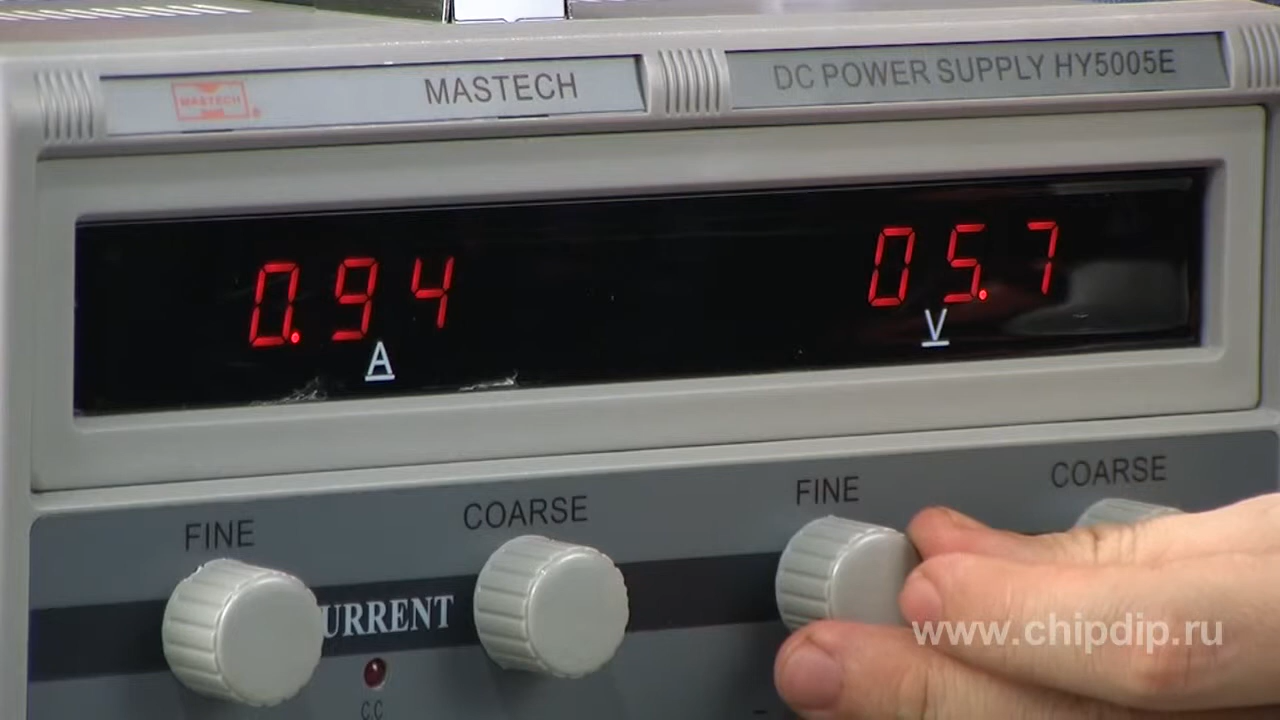 MASTECH
MASTECH
DC POWER SUPPLY HY5005E
0.94
A
05.7
V
FINE
COARSE
FINE
COARSE
URRENT
C.C
www.chipdip.ru